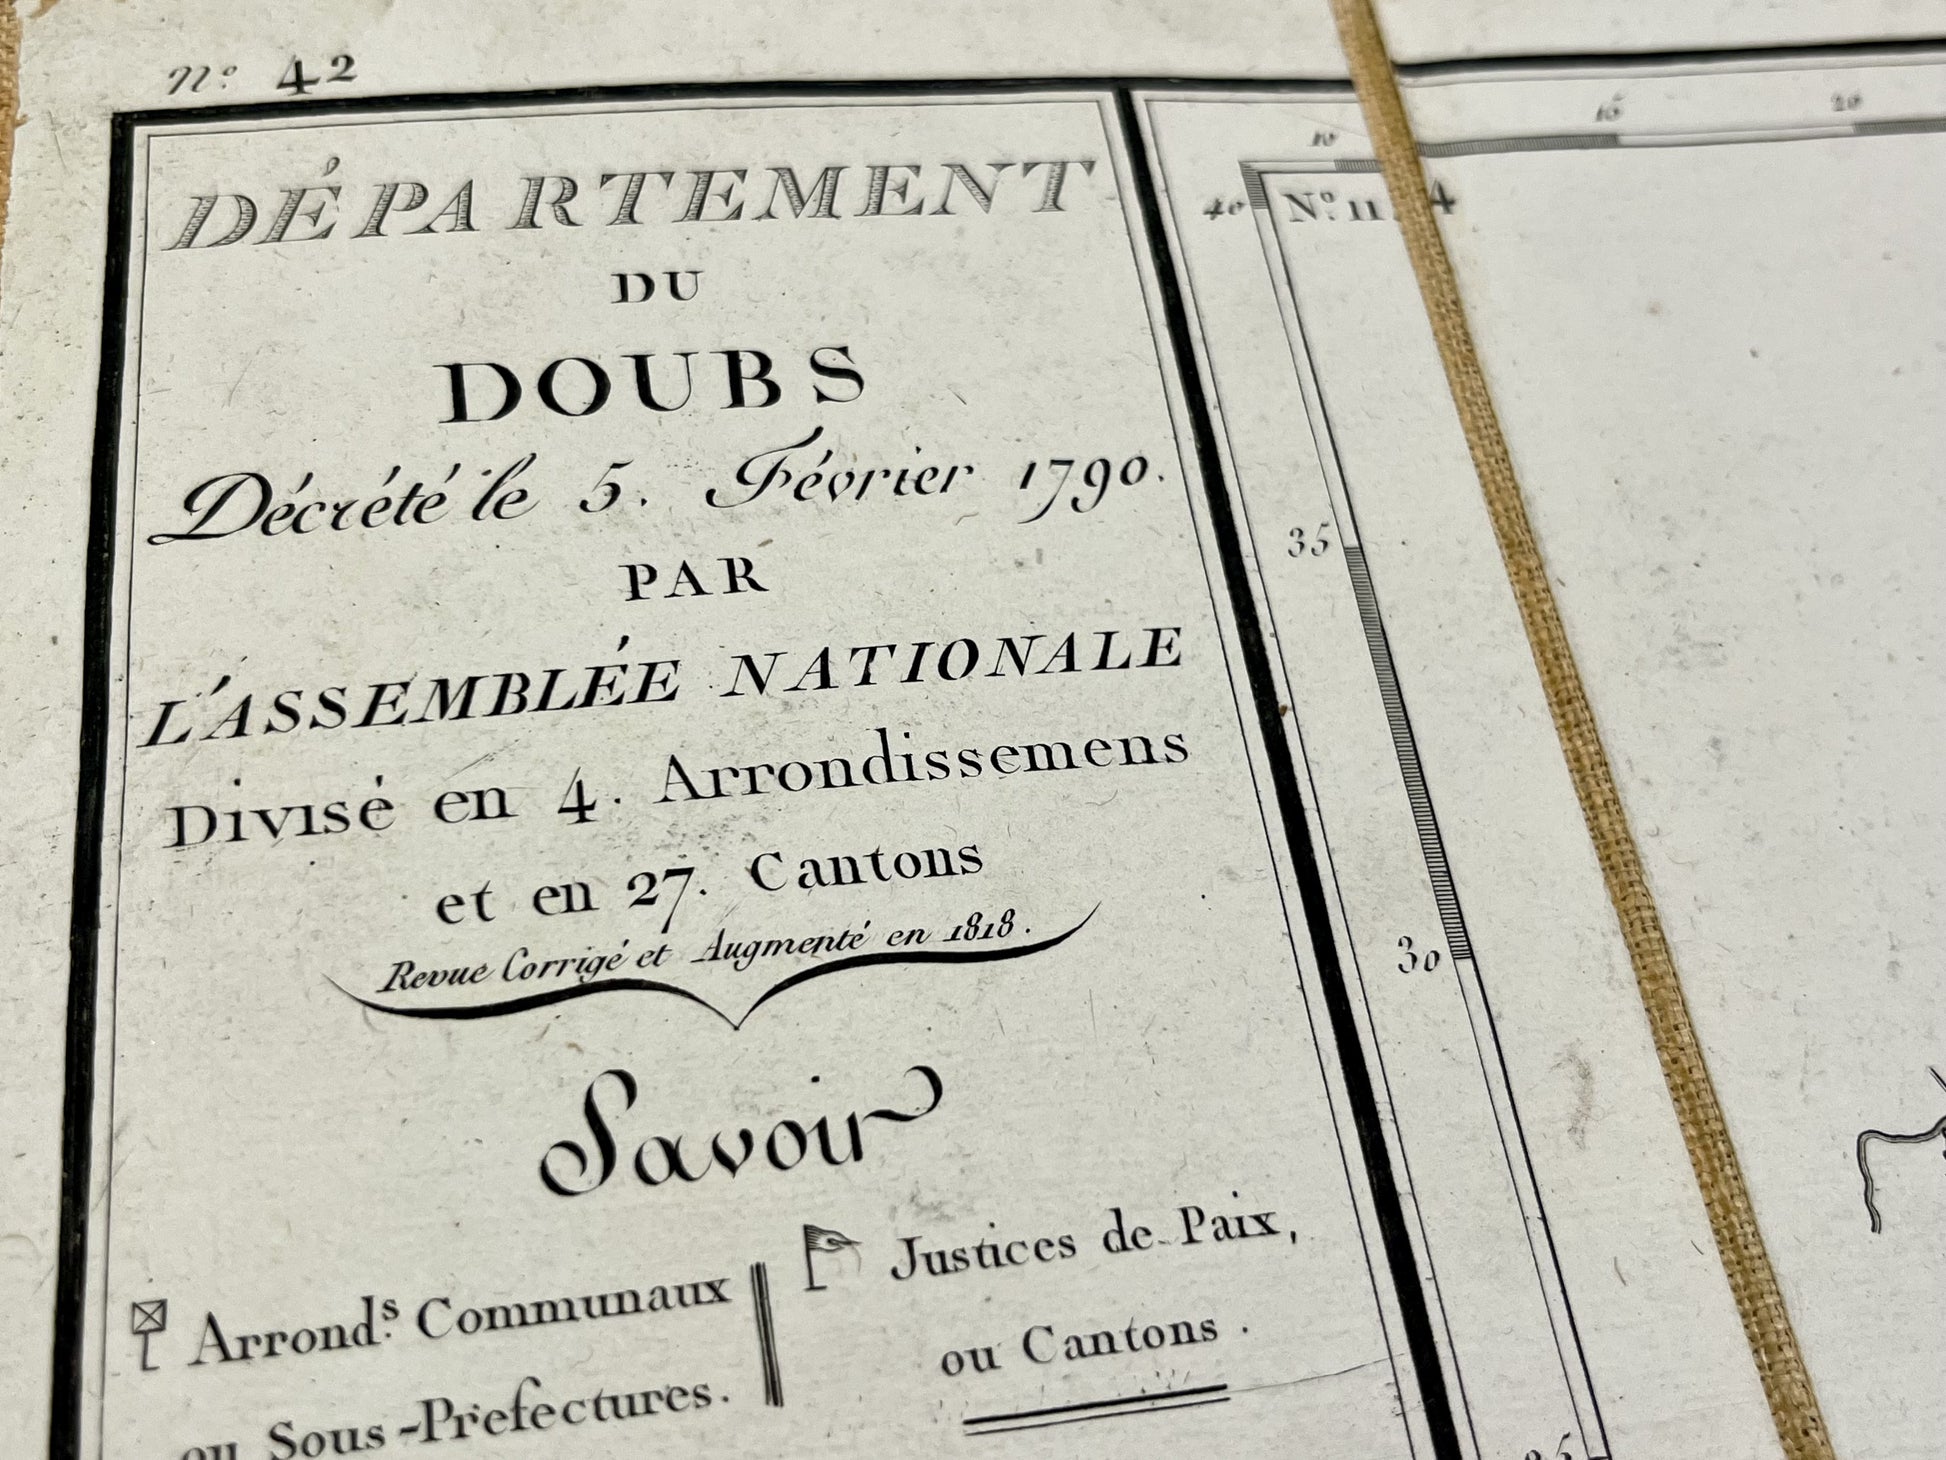 n.º 42
DÉPARTEMENT
DU
DOUBS
Décrété le 5. Février 1790.
PAR
L'ASSEMBLÉE NATIONALE
Divisé en 4. Arrondissemens
et en 27. Cantons
Revue Corrigé et Augmenté en 1818.
Savoir
Arrond.s Communaux
ou Sous-Prefectures.
Justices de Paix,
ou Cantons.
10
15
20
40
N.º 11
4
35
30
25